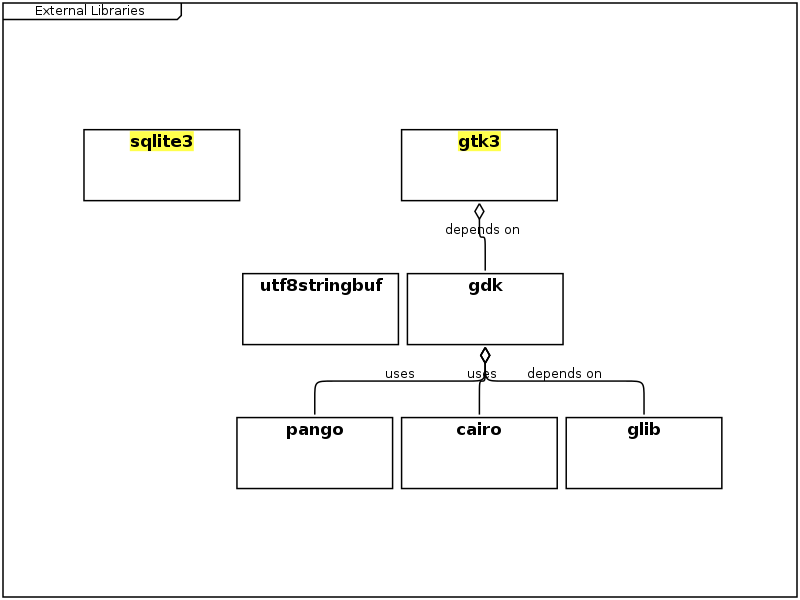 External Libraries
sqlite3
gtk3
depends on
utf8stringbuf
gdk
uses
uses
depends on
pango
cairo
glib